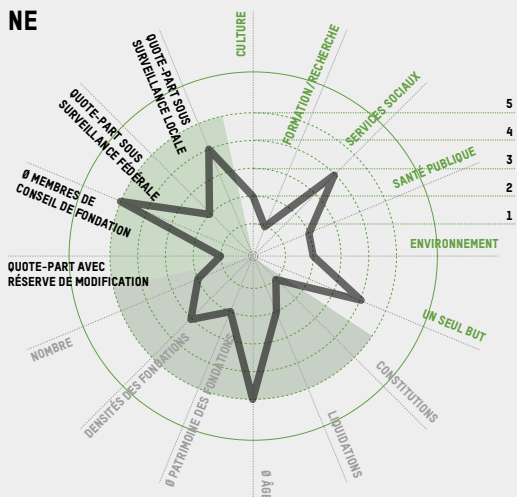 NE
CULTURE
FORMATION/RECHERCHE
SERVICES SOCIAUX
SANTÉ PUBLIQUE
ENVIRONNEMENT
UN SEUL BUT
CONSTITUTIONS
LIQUIDATIONS
Ø PATRIMOINE DES FONDATIONS
DENSITÉS DES FONDATIONS
NOMBRE
QUOTE-PART AVEC
RÉSERVE DE MODIFICATION
Ø MEMBRES DE
CONSEIL DE FONDATION
QUOTE-PART SOUS
SURVEILLANCE FÉDÉRALE
QUOTE-PART SOUS
SURVEILLANCE LOCALE
5
4
3
2
1